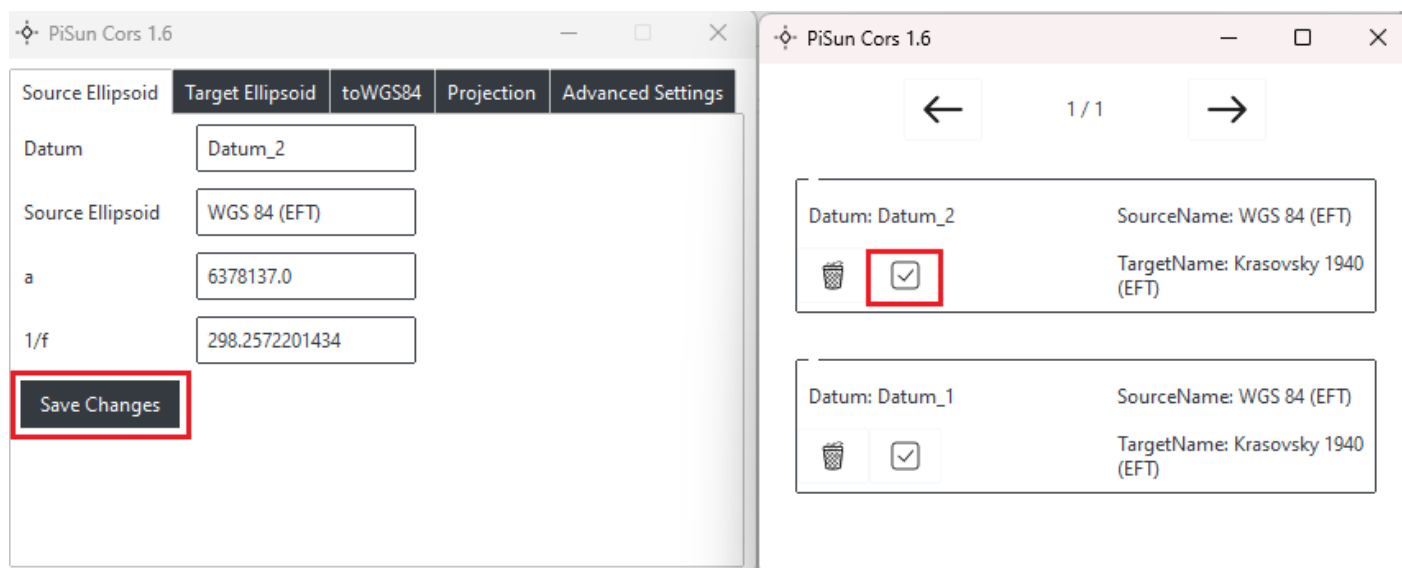 PiSun Cors 1.6
Source Ellipsoid Target Ellipsoid toWGS84 Projection Advanced Settings
Datum Datum_2
Source Ellipsoid WGS 84 (EFT)
a 6378137.0
1/f 298.2572201434
Save Changes
PiSun Cors 1.6
1 / 1
Datum: Datum_2 SourceName: WGS 84 (EFT)
TargetName: Krasovsky 1940
(EFT)
Datum: Datum_1 SourceName: WGS 84 (EFT)
TargetName: Krasovsky 1940
(EFT)